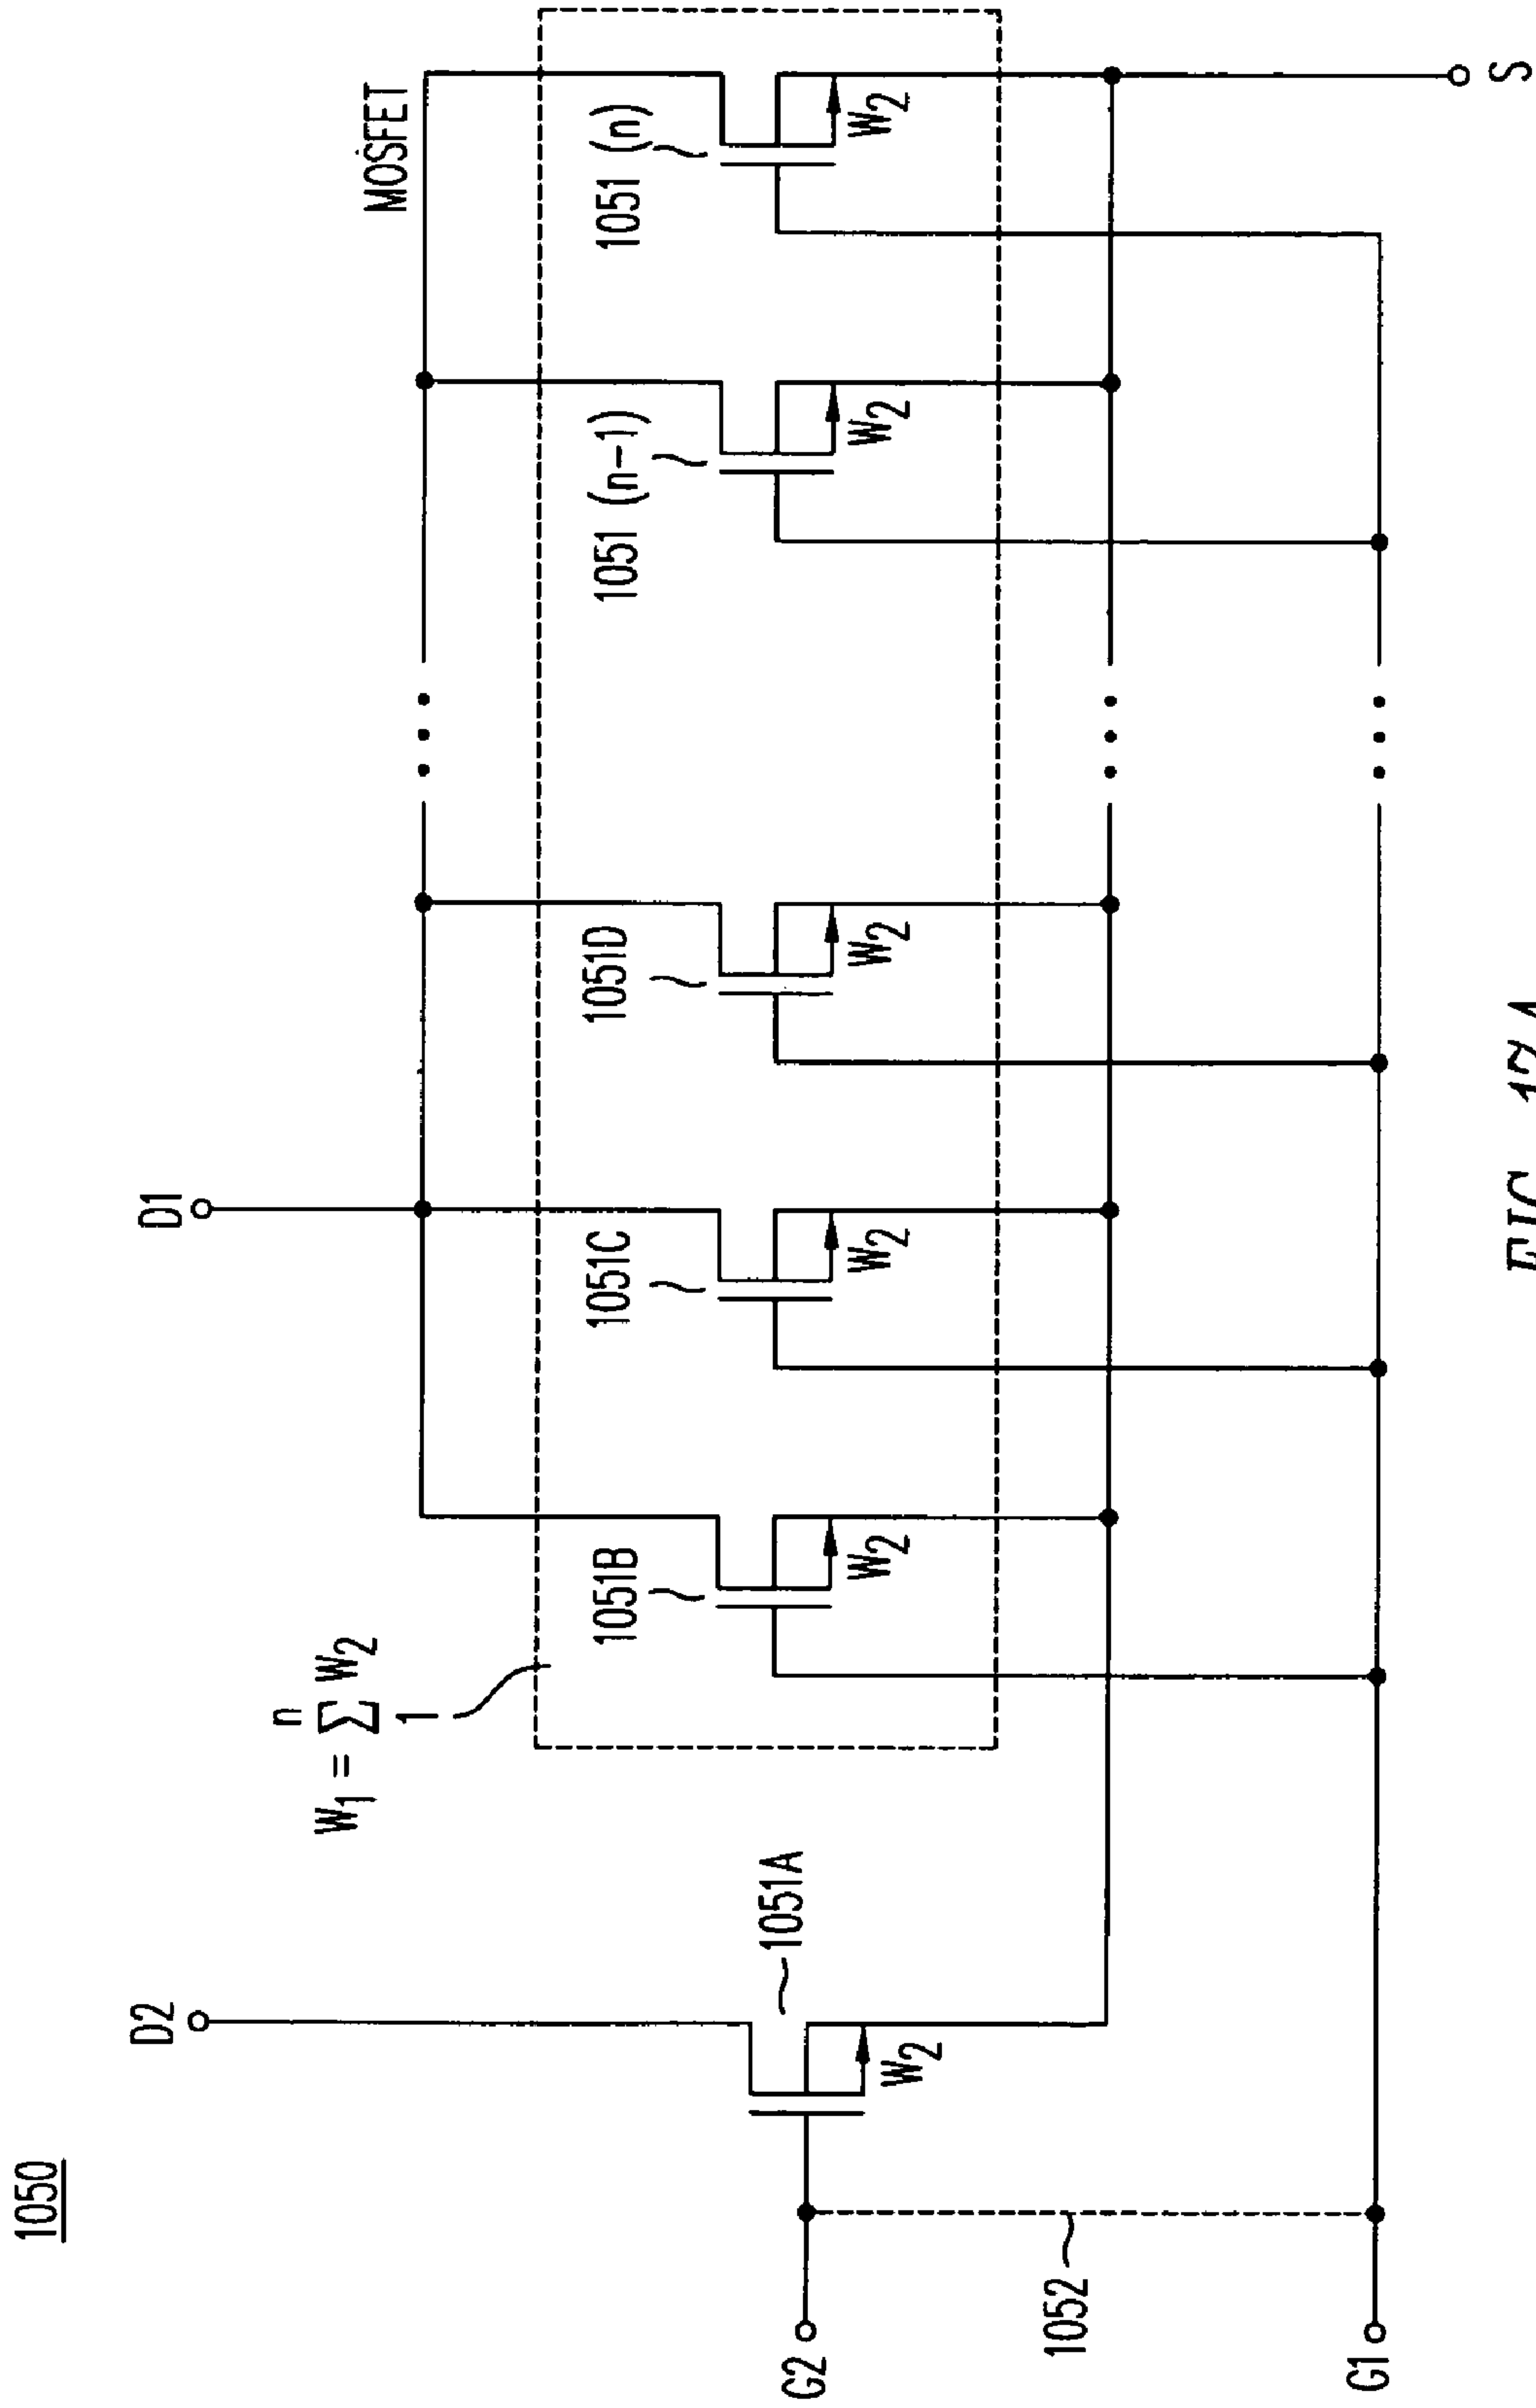 1050
D2
D1
MOSFET
n
W1 = Σ W2
1
1051A
1051B
1051C
1051D
1051 (n-1)
1051 (n)
W2
W2
W2
W2
W2
W2
G2
1052
G1
S